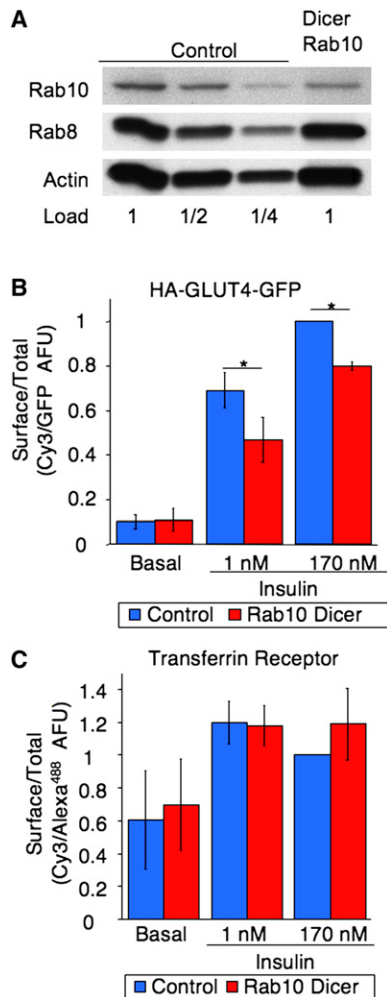 A
Control
Dicer
Rab10
Rab10
Rab8
Actin
Load 1 1/2 1/4 1
B
HA-GLUT4-GFP
Surface/Total
(Cy3/GFP AFU)
1
0.8
0.6
0.4
0.2
0
*
*
Basal 1 nM 170 nM
Insulin
Control Rab10 Dicer
C
Transferrin Receptor
Surface/Total
(Cy3/Alexa⁴⁸⁸ AFU)
1.4
1.2
1
0.8
0.6
0.4
0.2
0
Basal 1 nM 170 nM
Insulin
Control Rab10 Dicer